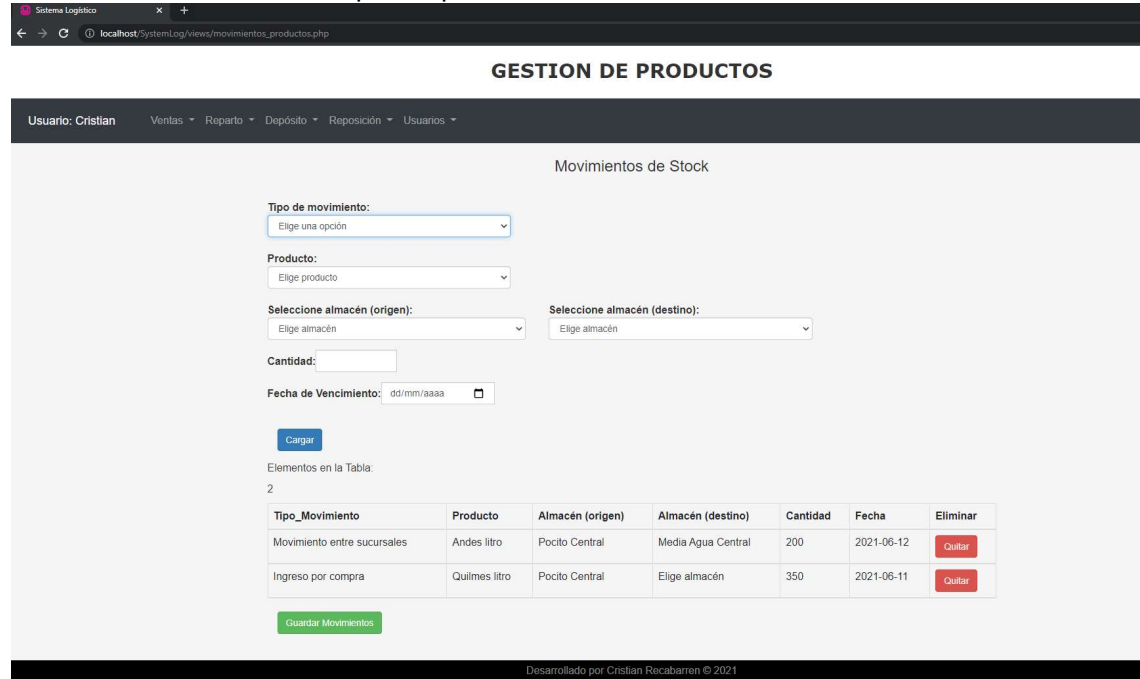 Sistema Logístico × +
localhost/SystemLog/views/movimientos_productos.php
GESTION DE PRODUCTOS
Usuario: Cristian Ventas Reparto Depósito Reposición Usuarios
Movimientos de Stock
Tipo de movimiento:
Elige una opción
Producto:
Elige producto
Seleccione almacén (origen): Seleccione almacén (destino):
Elige almacén Elige almacén
Cantidad:
Fecha de Vencimiento: dd/mm/aaaa
Cargar
Elementos en la Tabla:
2
Tipo_Movimiento Producto Almacén (origen) Almacén (destino) Cantidad Fecha Eliminar
Movimiento entre sucursales Andes litro Pocito Central Media Agua Central 200 2021-06-12 Quitar
Ingreso por compra Quilmes litro Pocito Central Elige almacén 350 2021-06-11 Quitar
Guardar Movimientos
Desarrollado por Cristian Recabarren © 2021